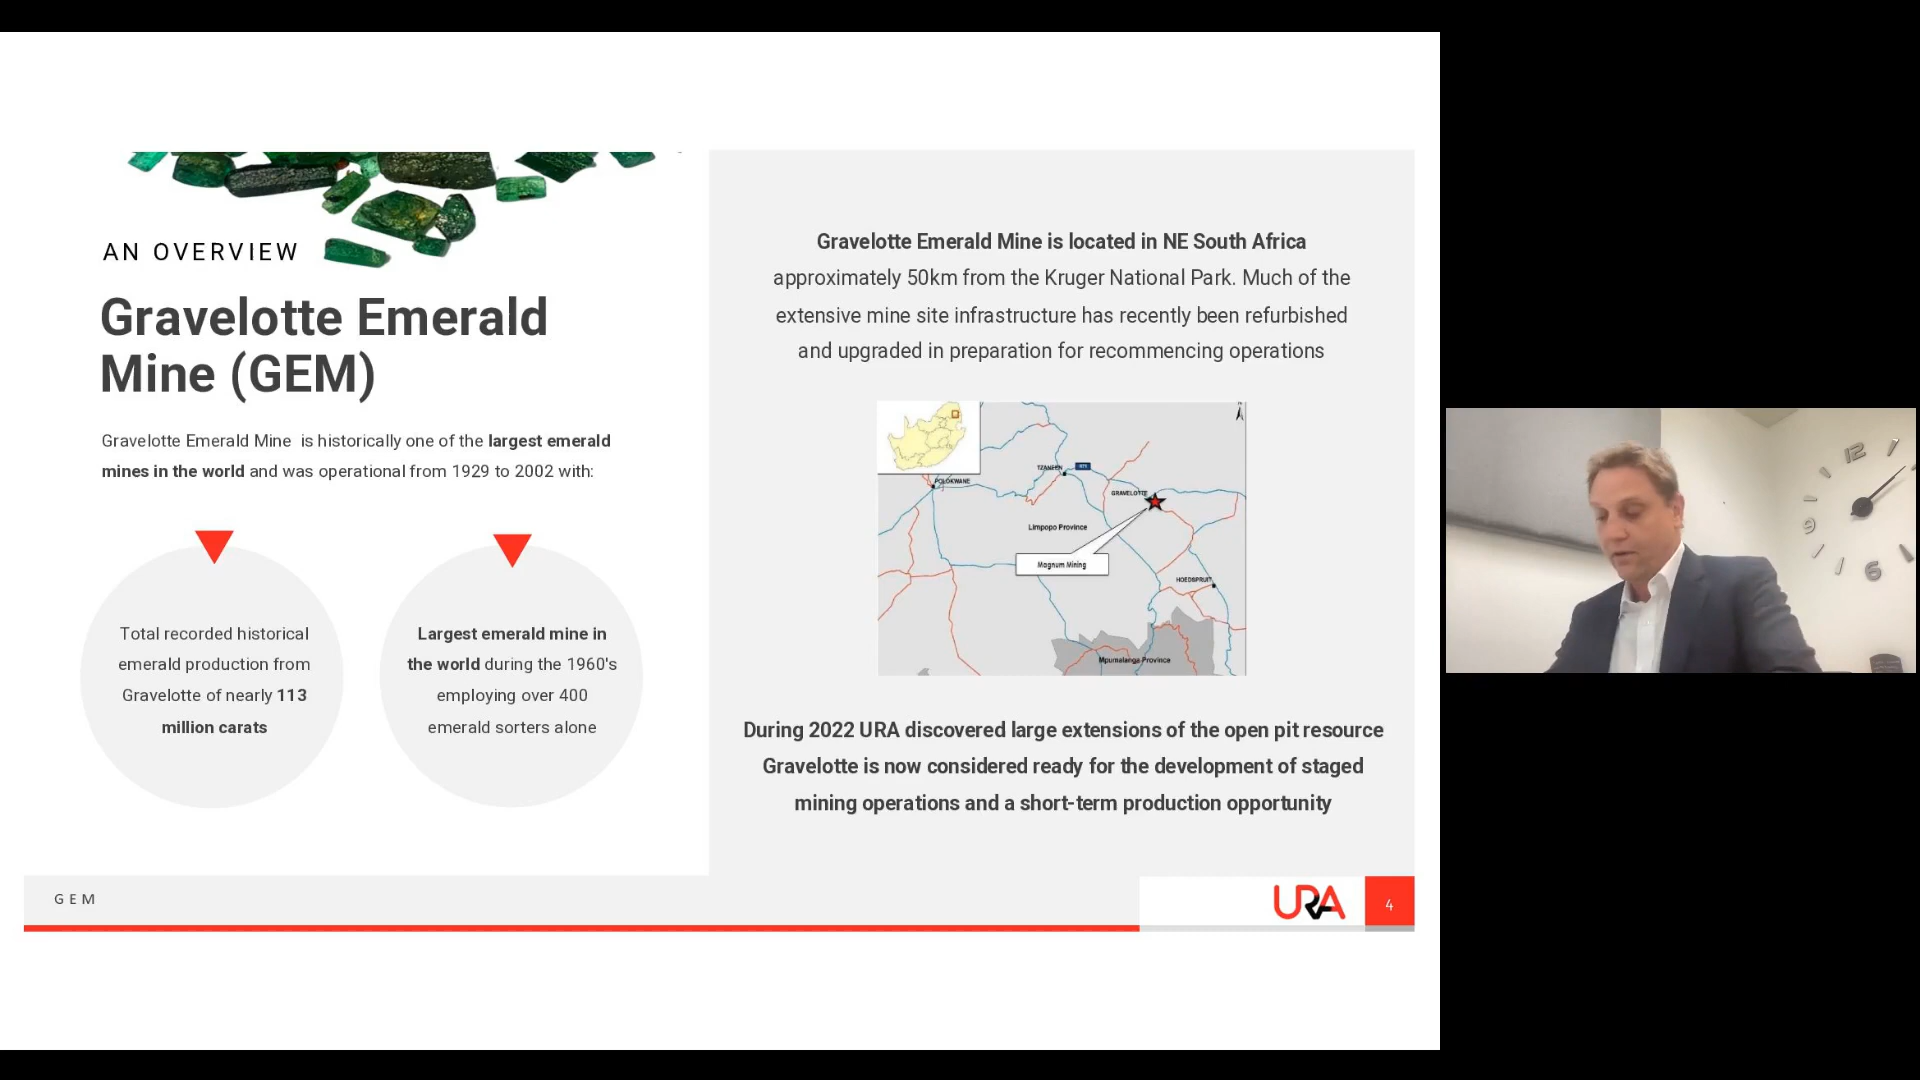 AN OVERVIEW
Gravelotte Emerald
Mine (GEM)
Gravelotte Emerald Mine is historically one of the largest emerald
mines in the world and was operational from 1929 to 2002 with:
Total recorded historical
emerald production from
Gravelotte of nearly 113
million carats
Largest emerald mine in
the world during the 1960's
employing over 400
emerald sorters alone
Gravelotte Emerald Mine is located in NE South Africa
approximately 50km from the Kruger National Park. Much of the
extensive mine site infrastructure has recently been refurbished
and upgraded in preparation for recommencing operations
N
TZANEEN
POLOKWANE
GRAVELOTTE
Limpopo Province
Magnum Mining
HOEDSPRUIT
Mpumalanga Province
During 2022 URA discovered large extensions of the open pit resource
Gravelotte is now considered ready for the development of staged
mining operations and a short-term production opportunity
GEM
URA
4
12
9
6